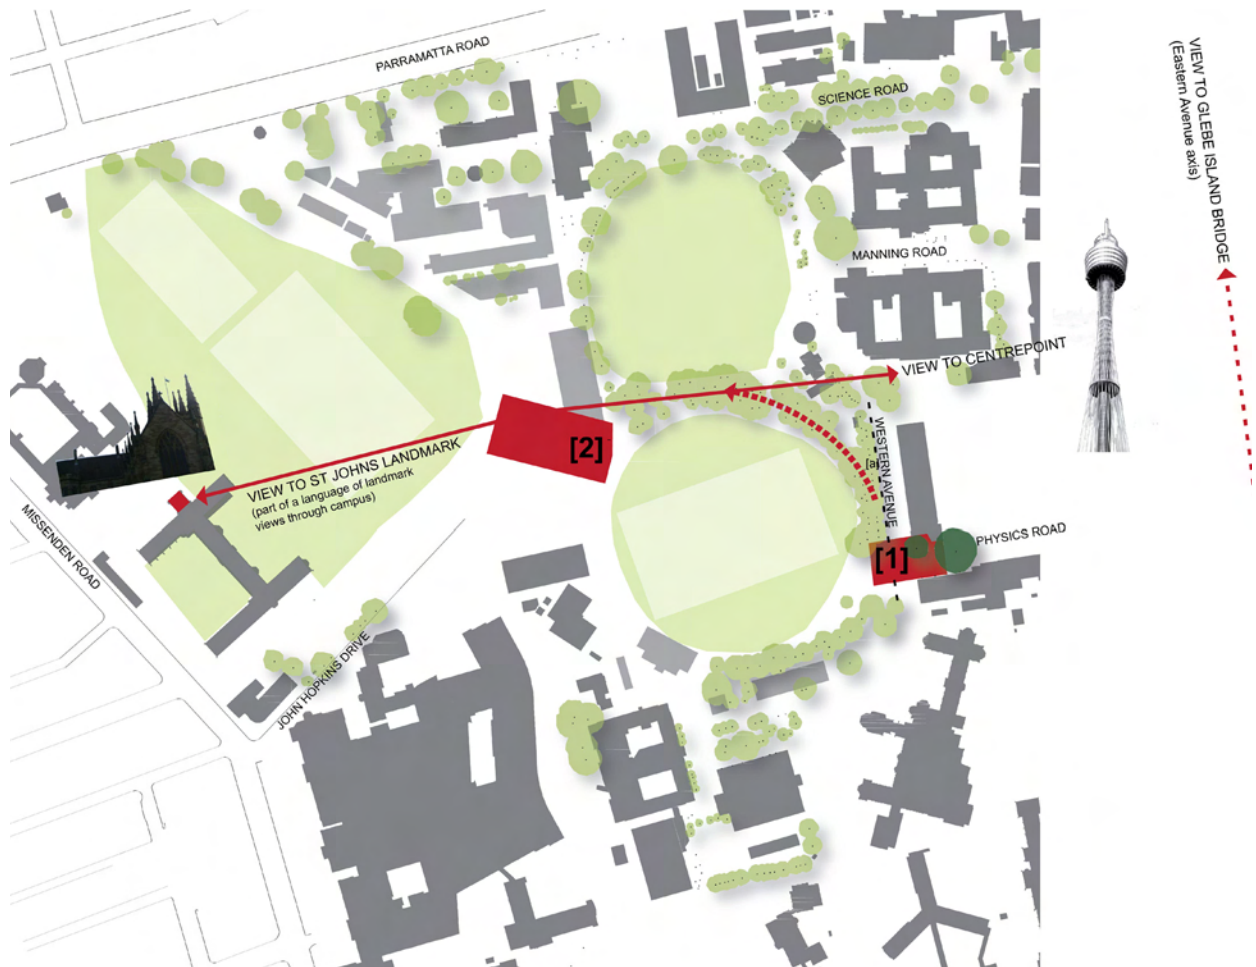 PARRAMATTA ROAD
SCIENCE ROAD
VIEW TO GLEBE ISLAND BRIDGE
(Eastern Avenue axis)
MANNING ROAD
VIEW TO CENTREPOINT
WESTERN AVENUE
[a]
[2]
VIEW TO ST JOHNS LANDMARK
(part of a language of landmark
views through campus)
MISSENDEN ROAD
PHYSICS ROAD
[1]
JOHN HOPKINS DRIVE